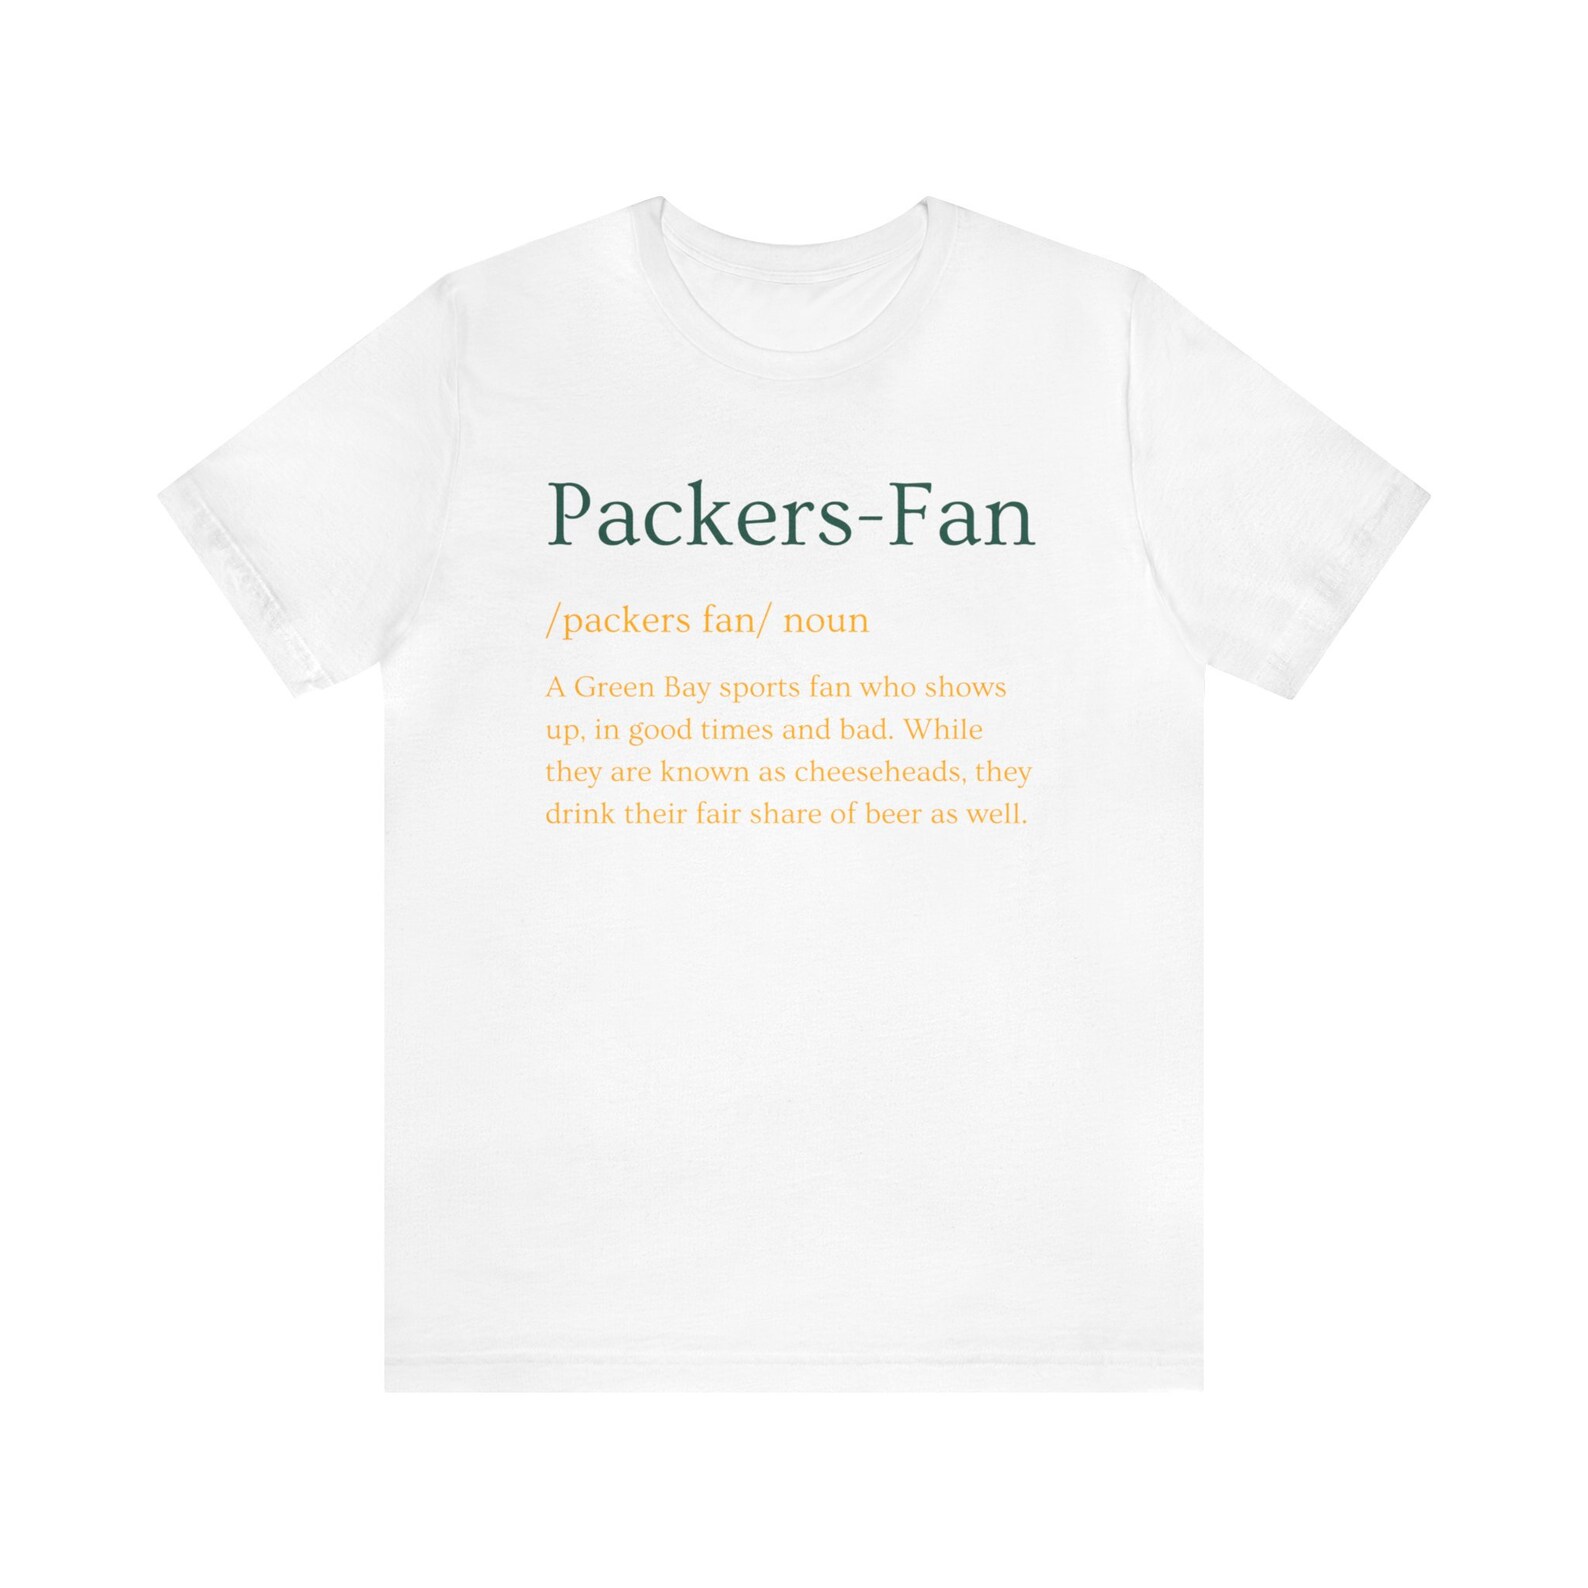 Packers-Fan
/packers fan/ noun
A Green Bay sports fan who shows
up, in good times and bad. While
they are known as cheeseheads, they
drink their fair share of beer as well.